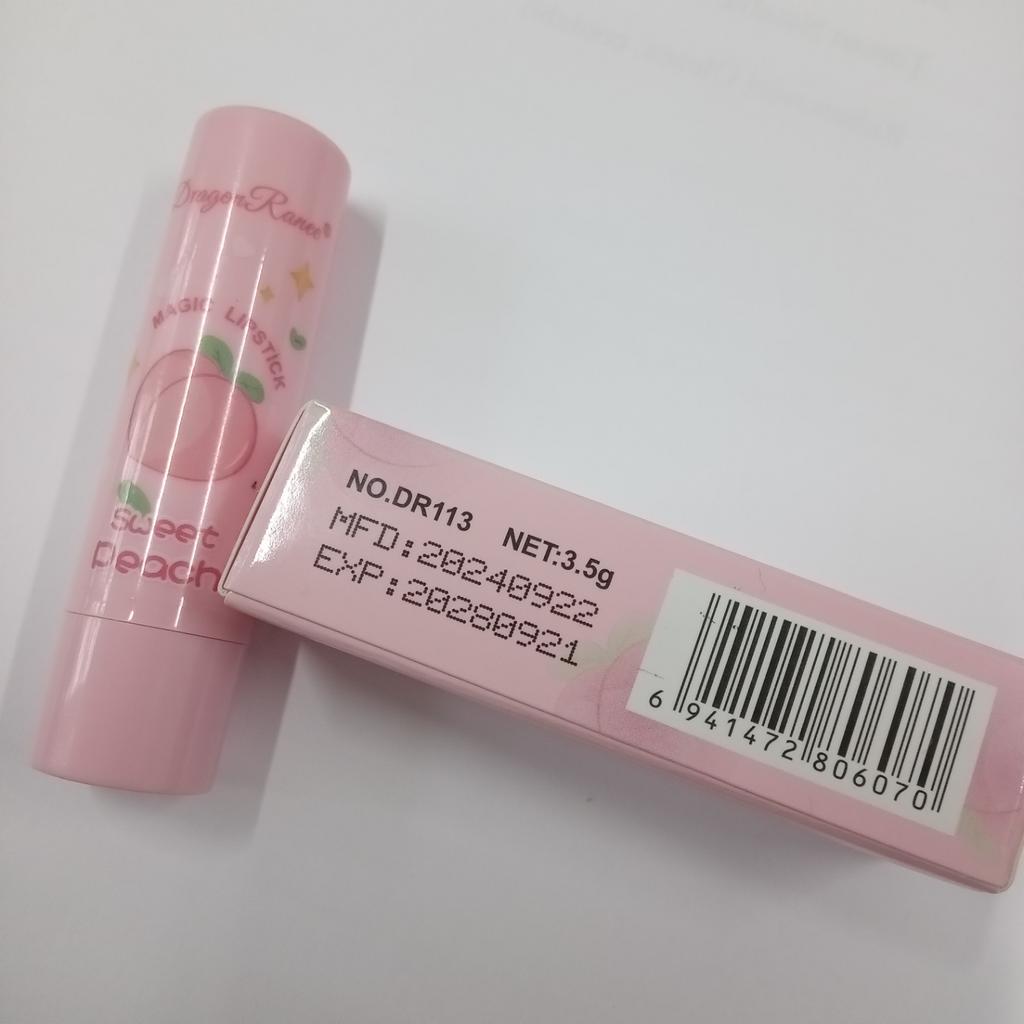 DragonRanee®
MAGIC LIPSTICK
sweet
peach
NO.DR113 NET:3.5g
MFD:20240922
EXP:20280921
6 941472 806070